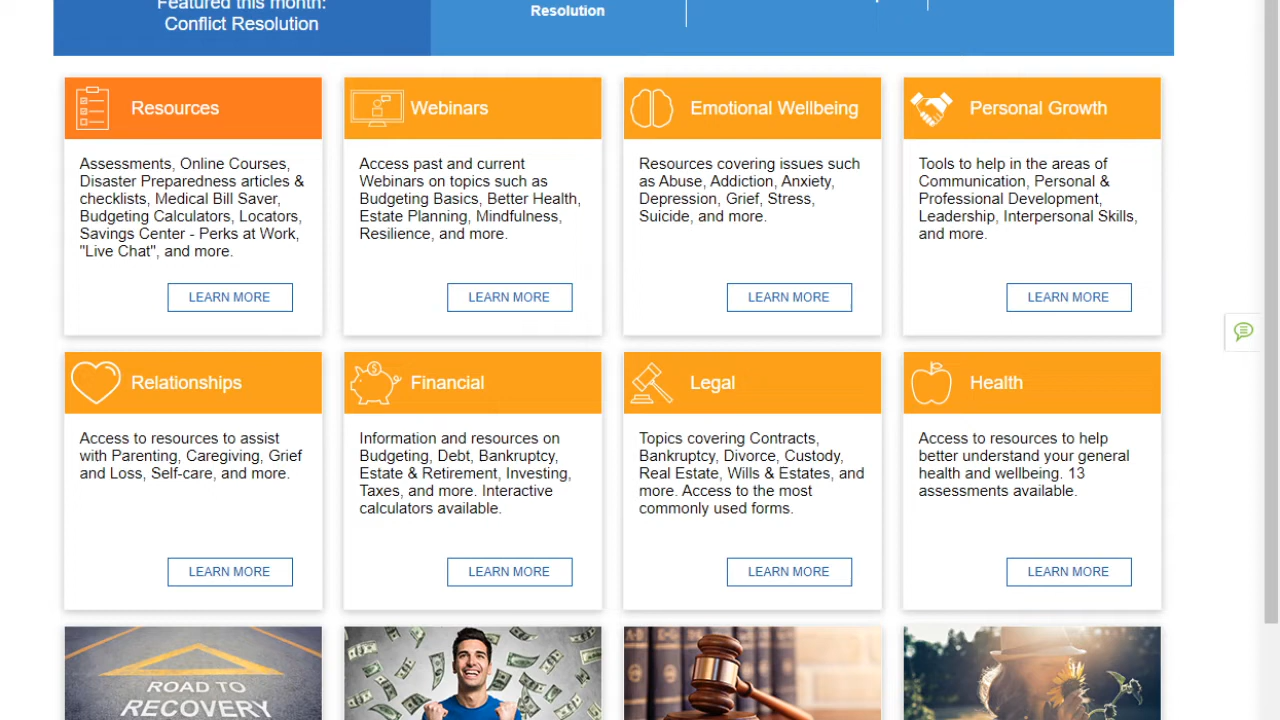 Featured this month:
Conflict Resolution
Resolution
Resources
Assessments, Online Courses,
Disaster Preparedness articles &
checklists, Medical Bill Saver,
Budgeting Calculators, Locators,
Savings Center - Perks at Work,
"Live Chat", and more.
LEARN MORE
Webinars
Access past and current
Webinars on topics such as
Budgeting Basics, Better Health,
Estate Planning, Mindfulness,
Resilience, and more.
LEARN MORE
Emotional Wellbeing
Resources covering issues such
as Abuse, Addiction, Anxiety,
Depression, Grief, Stress,
Suicide, and more.
LEARN MORE
Personal Growth
Tools to help in the areas of
Communication, Personal &
Professional Development,
Leadership, Interpersonal Skills,
and more.
LEARN MORE
Relationships
Access to resources to assist
with Parenting, Caregiving, Grief
and Loss, Self-care, and more.
LEARN MORE
Financial
Information and resources on
Budgeting, Debt, Bankruptcy,
Estate & Retirement, Investing,
Taxes, and more. Interactive
calculators available.
LEARN MORE
Legal
Topics covering Contracts,
Bankruptcy, Divorce, Custody,
Real Estate, Wills & Estates, and
more. Access to the most
commonly used forms.
LEARN MORE
Health
Access to resources to help
better understand your general
health and wellbeing. 13
assessments available.
LEARN MORE
ROAD TO
RECOVERY